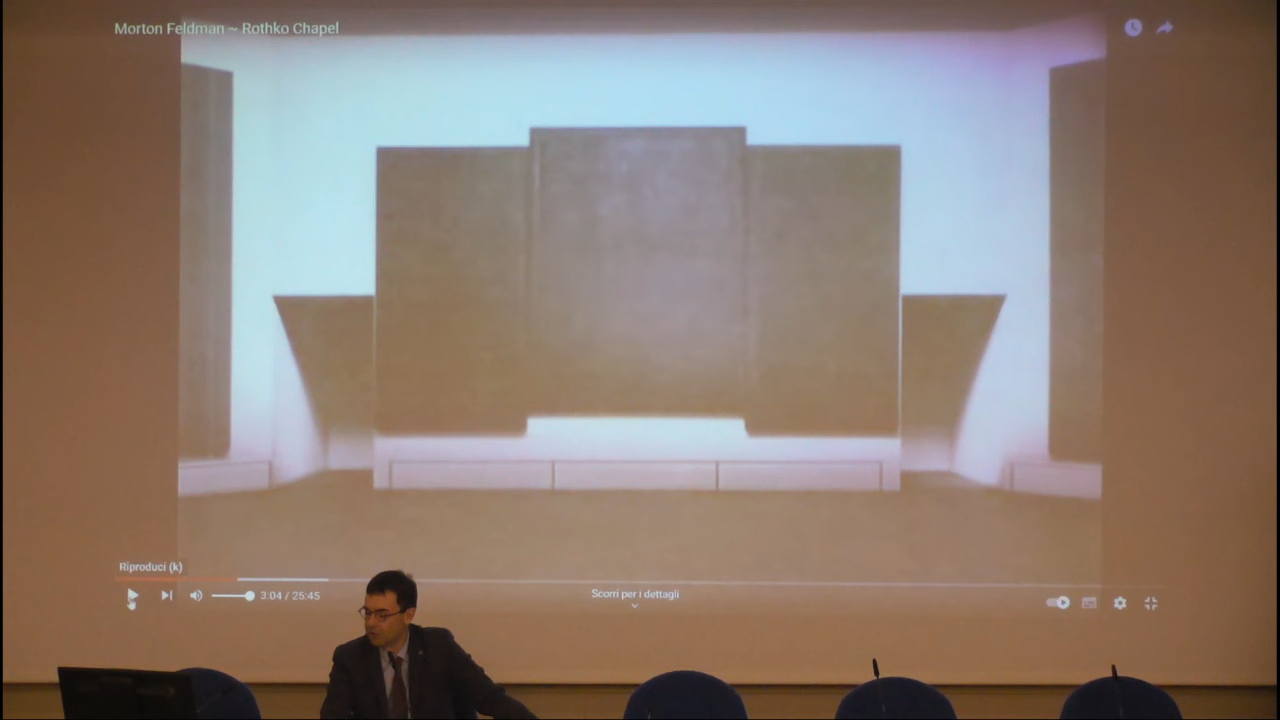 Morton Feldman ~ Rothko Chapel
Riproduci (k)
3:04 / 25:45
Scorri per i dettagli